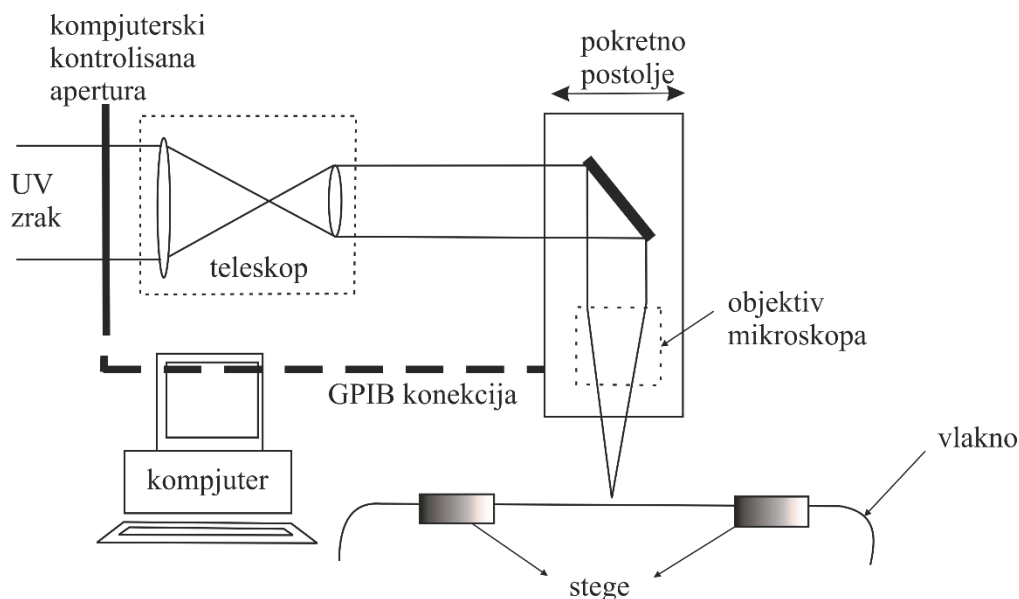 kompjuterski
kontrolisana
apertura
pokretno
postolje
UV
zrak
teleskop
objektiv
mikroskopa
GPIB konekcija
vlakno
kompjuter
stege